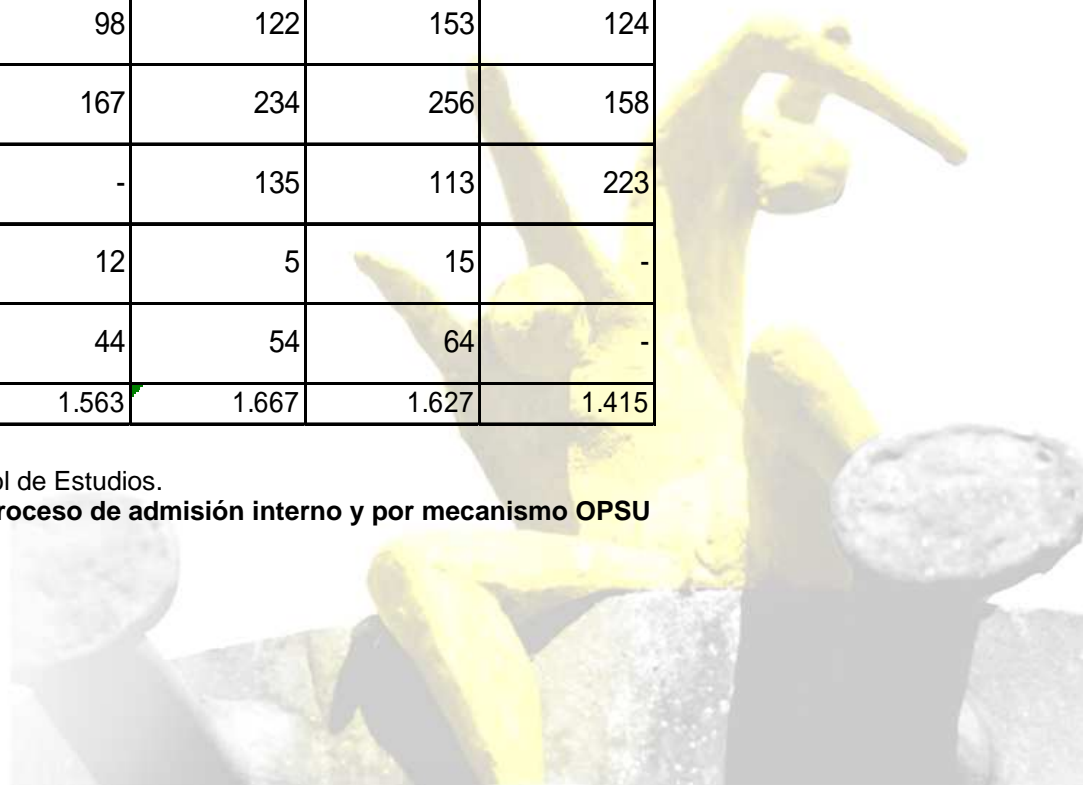 98 122 153 124
167 234 256 158
- 135 113 223
12 5 15 -
44 54 64 -
1.563 1.667 1.627 1.415
de Estudios.
de admisión interno y por mecanismo OPSU